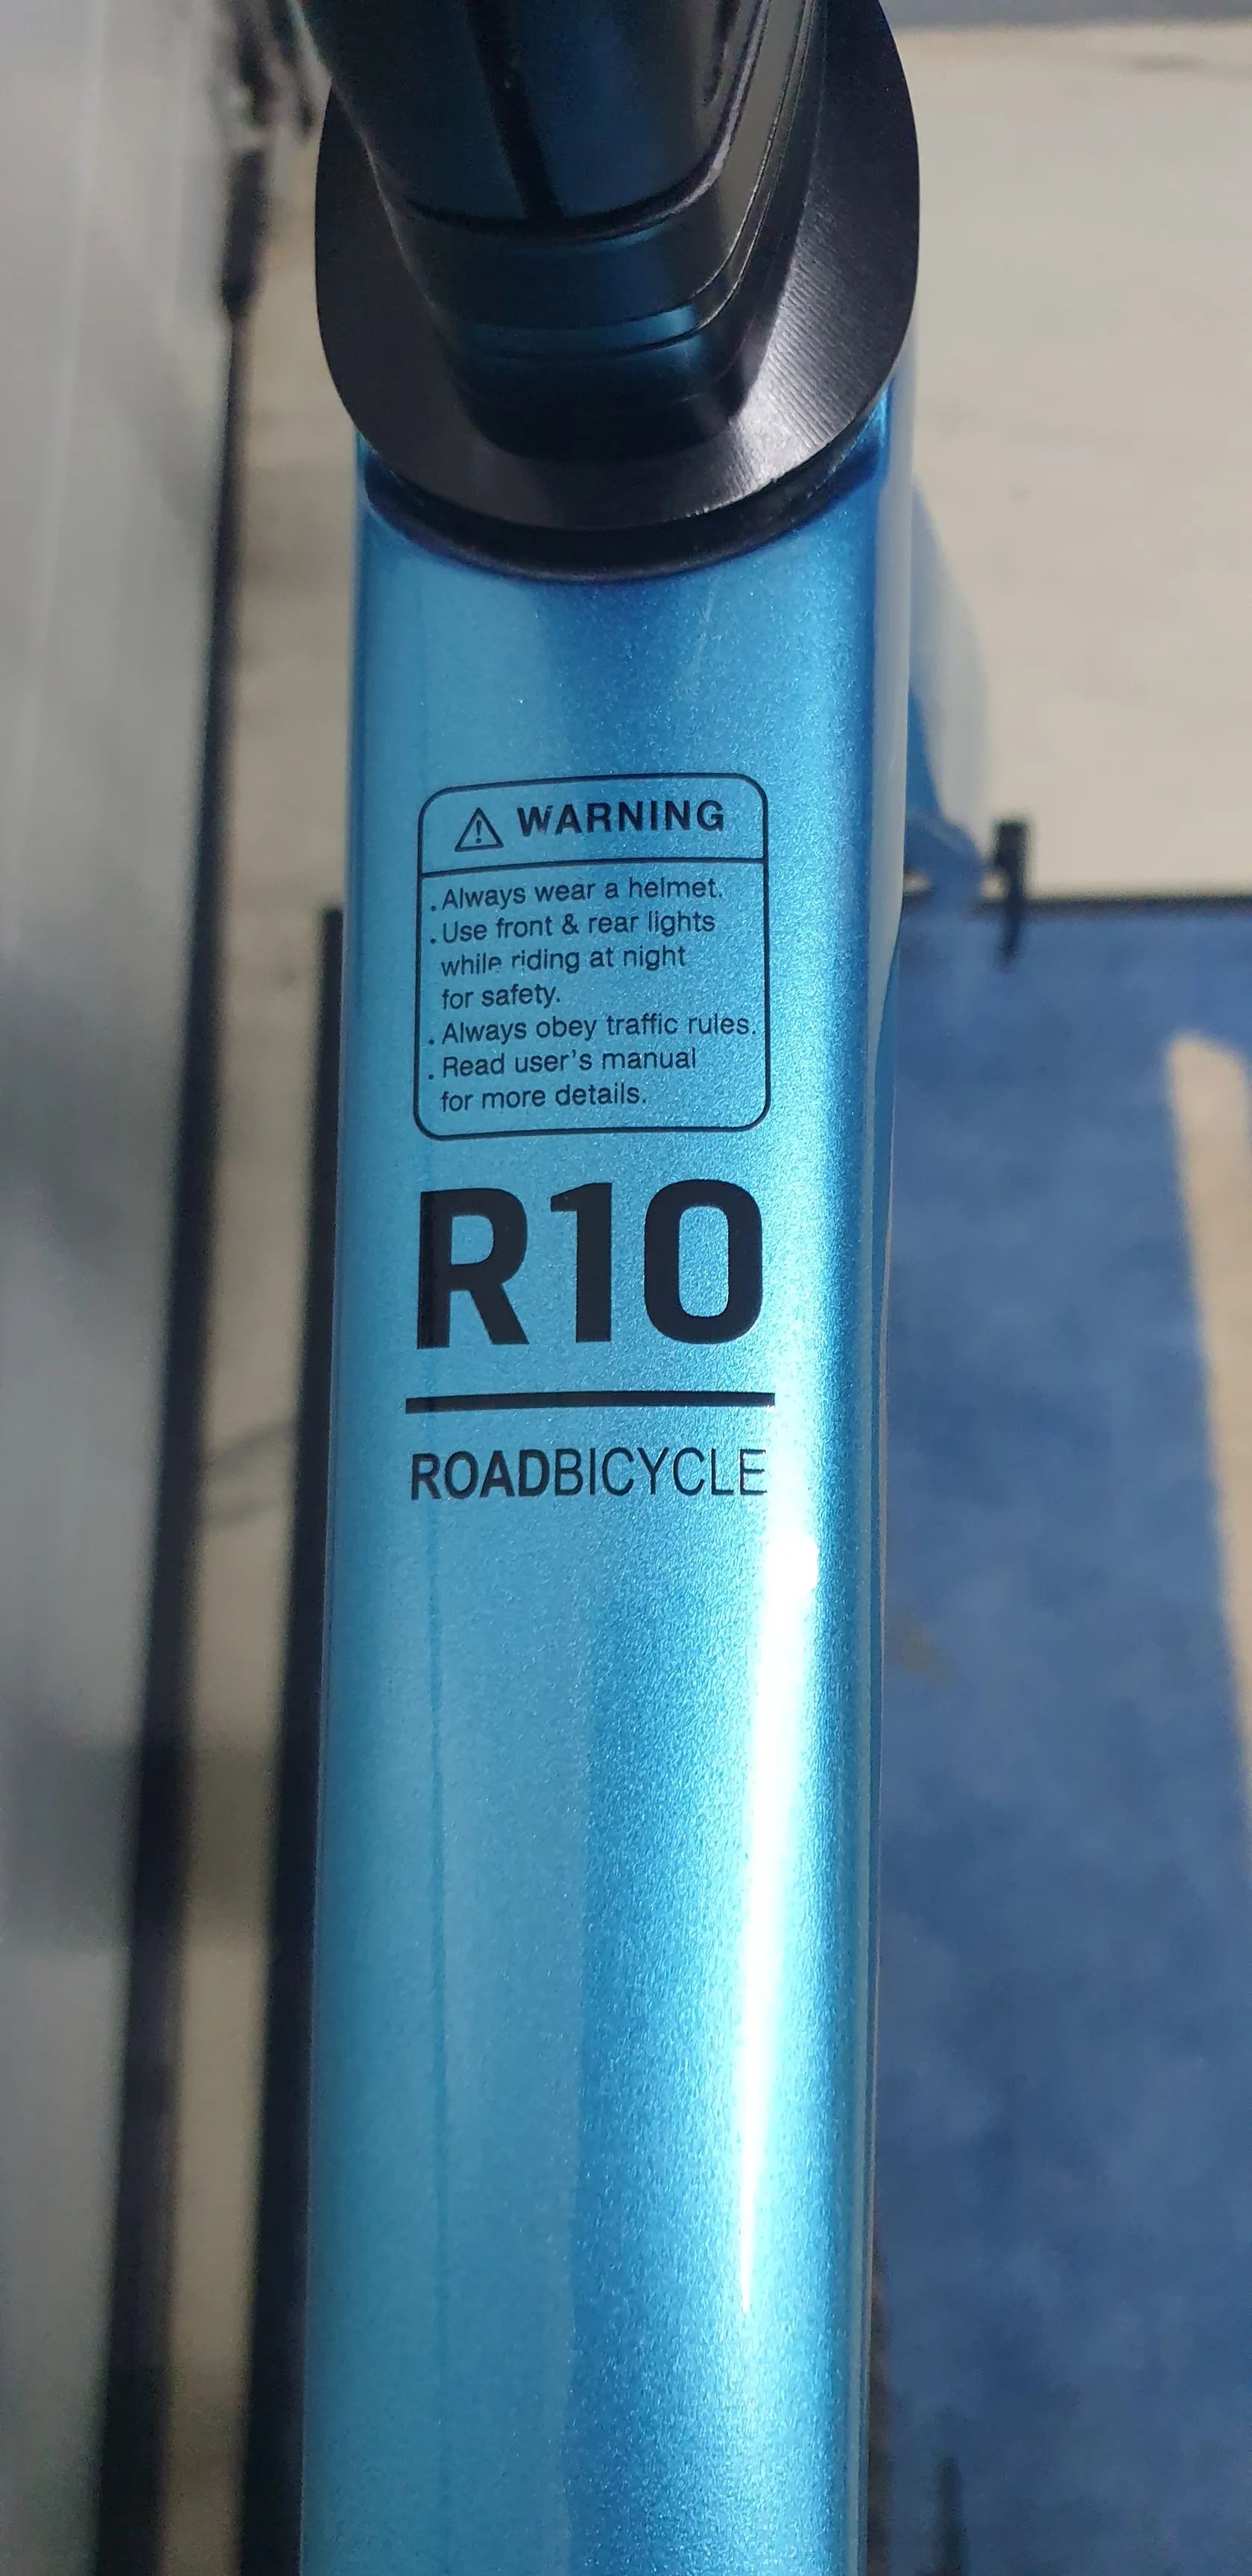 WARNING
. Always wear a helmet.
. Use front & rear lights
while riding at night
for safety.
. Always obey traffic rules.
. Read user's manual
for more details.
R10
ROADBICYCLE